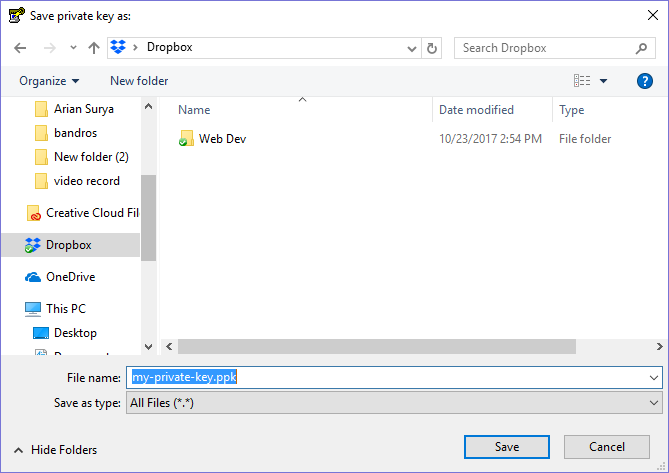 Save private key as:
Dropbox
Search Dropbox
Organize
New folder
Name
Date modified
Type
Arian Surya
bandros
New folder (2)
video record
Creative Cloud Fil
Dropbox
OneDrive
This PC
Desktop
Web Dev
10/23/2017 2:54 PM
File folder
File name:
my-private-key.ppk
Save as type:
All Files (*.*)
Hide Folders
Save
Cancel